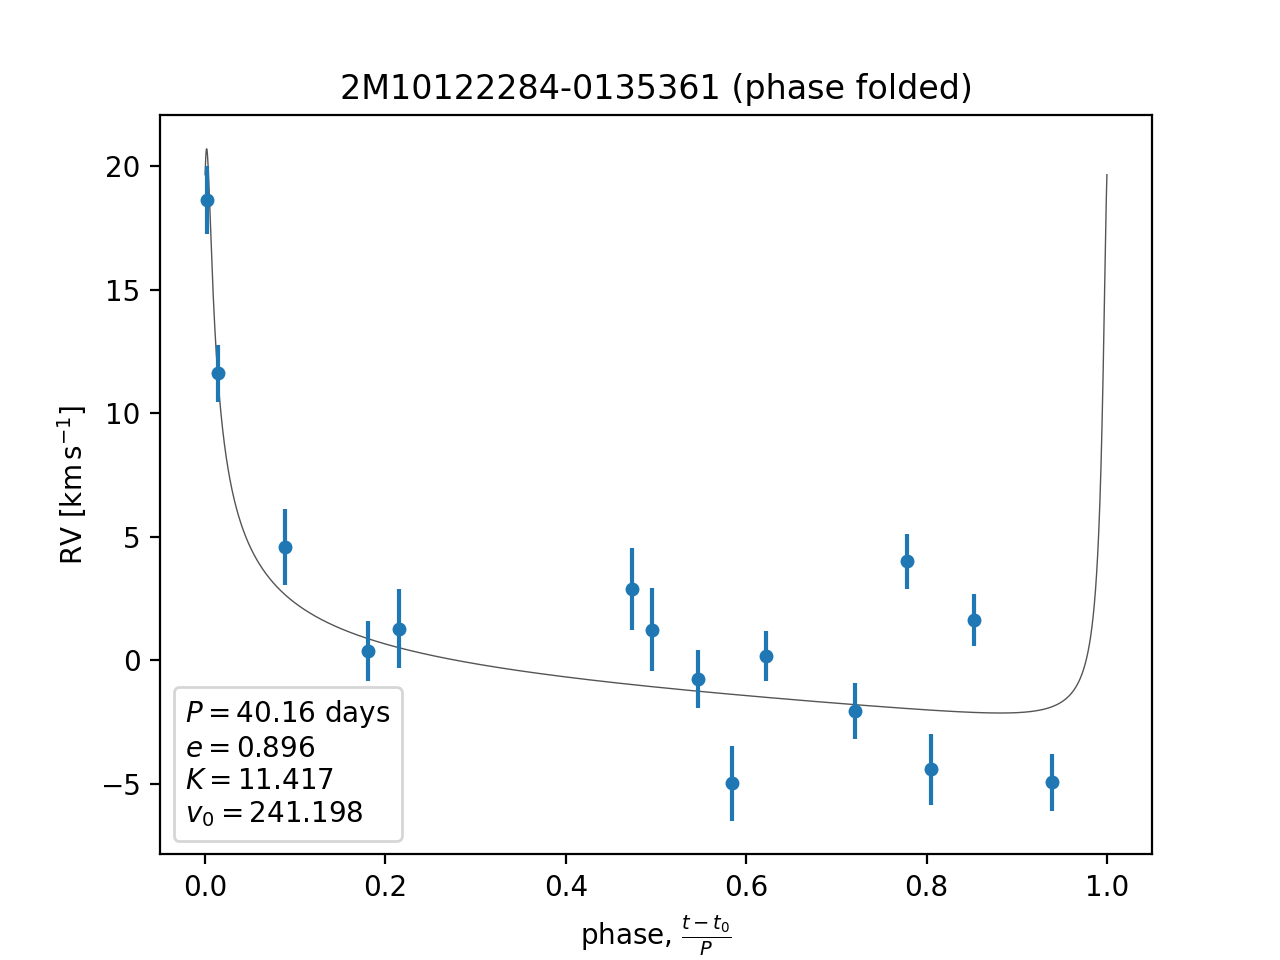 2M10122284-0135361 (phase folded)
RV [km s⁻¹]
20
15
10
5
0
−5
P = 40.16 days
e = 0.896
K = 11.417
v₀ = 241.198
0.0 0.2 0.4 0.6 0.8 1.0
phase, (t − t₀)/P